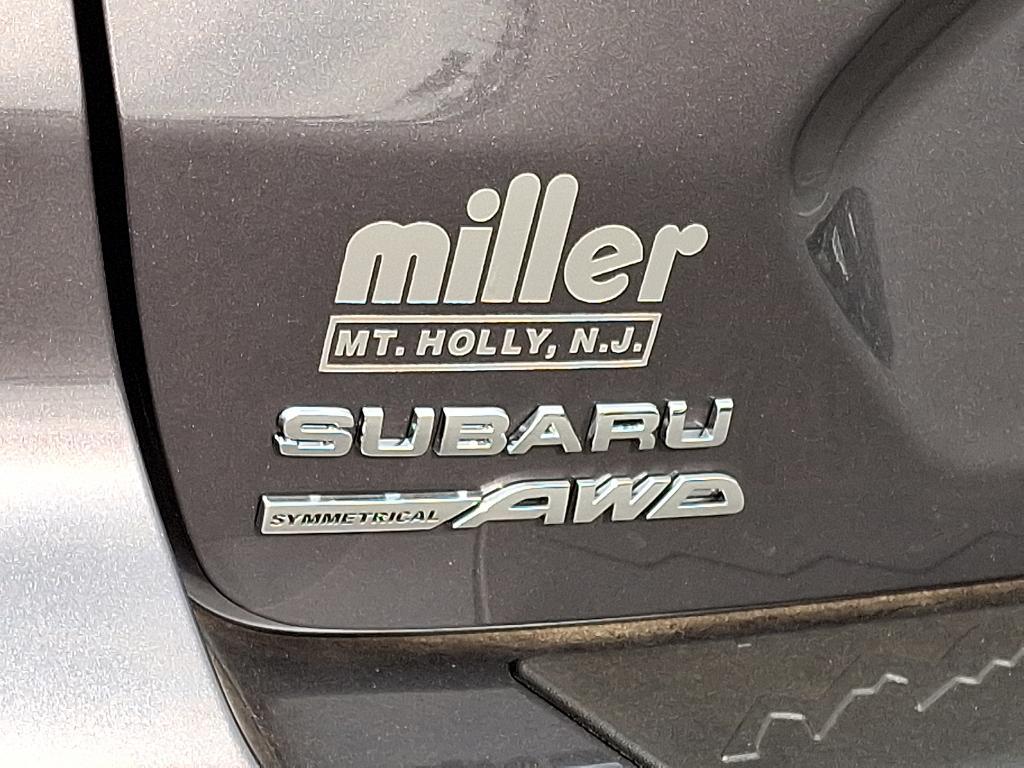 miller
MT. HOLLY, N.J.
SUBARU
SYMMETRICAL AWD